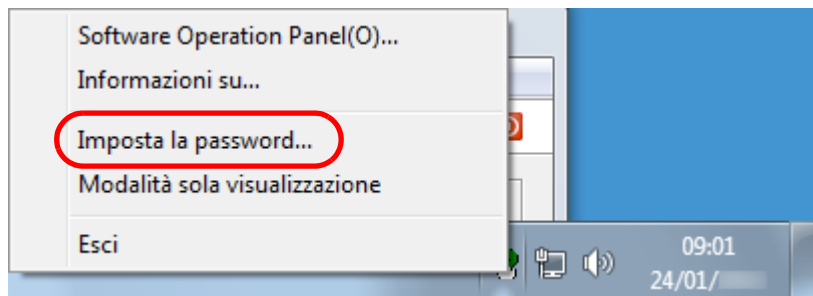 Software Operation Panel(O)...
Informazioni su...
Imposta la password...
Modalità sola visualizzazione
Esci
09:01
24/01/